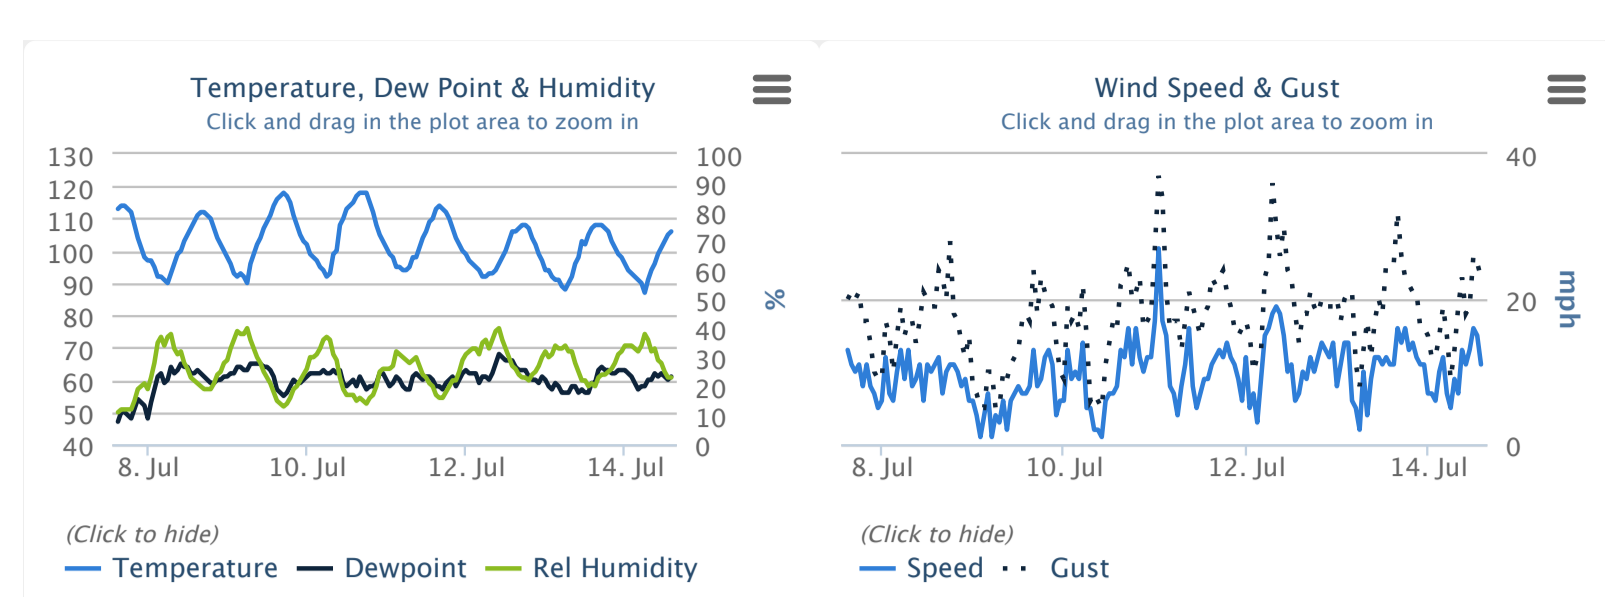 Temperature, Dew Point & Humidity
Click and drag in the plot area to zoom in
130
120
110
100
90
80
70
60
50
40
100
90
80
70
60
50
40
30
20
10
0
%
8. Jul
10. Jul
12. Jul
14. Jul
(Click to hide)
Temperature Dewpoint Rel Humidity
Wind Speed & Gust
Click and drag in the plot area to zoom in
40
20
0
mph
8. Jul
10. Jul
12. Jul
14. Jul
(Click to hide)
Speed Gust